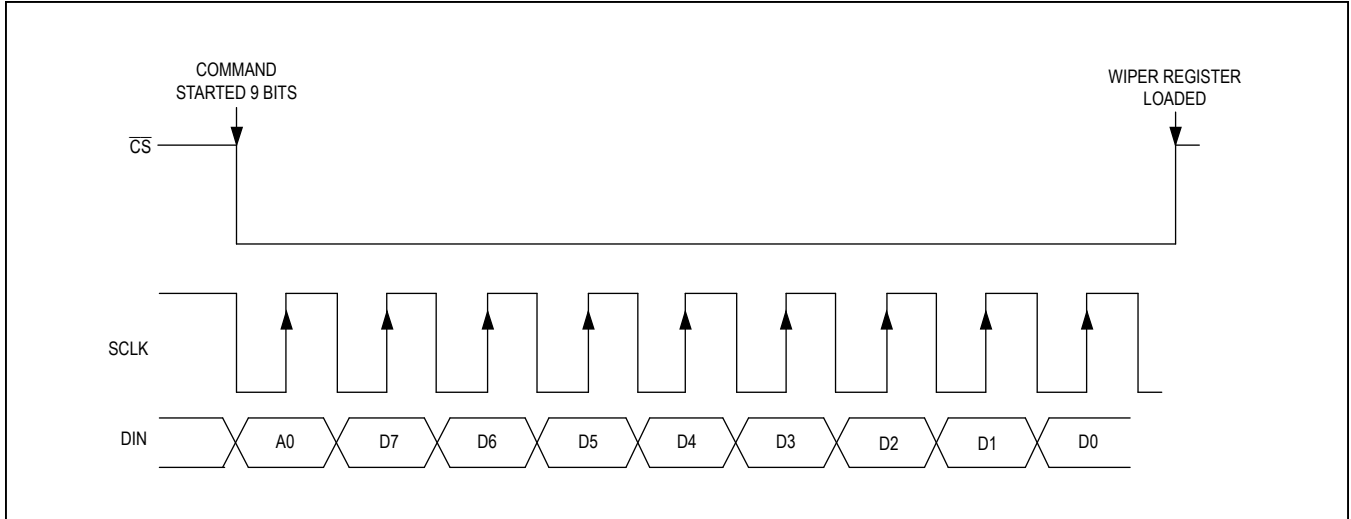 COMMAND
STARTED 9 BITS
WIPER REGISTER
LOADED
CS
SCLK
DIN
A0 D7 D6 D5 D4 D3 D2 D1 D0